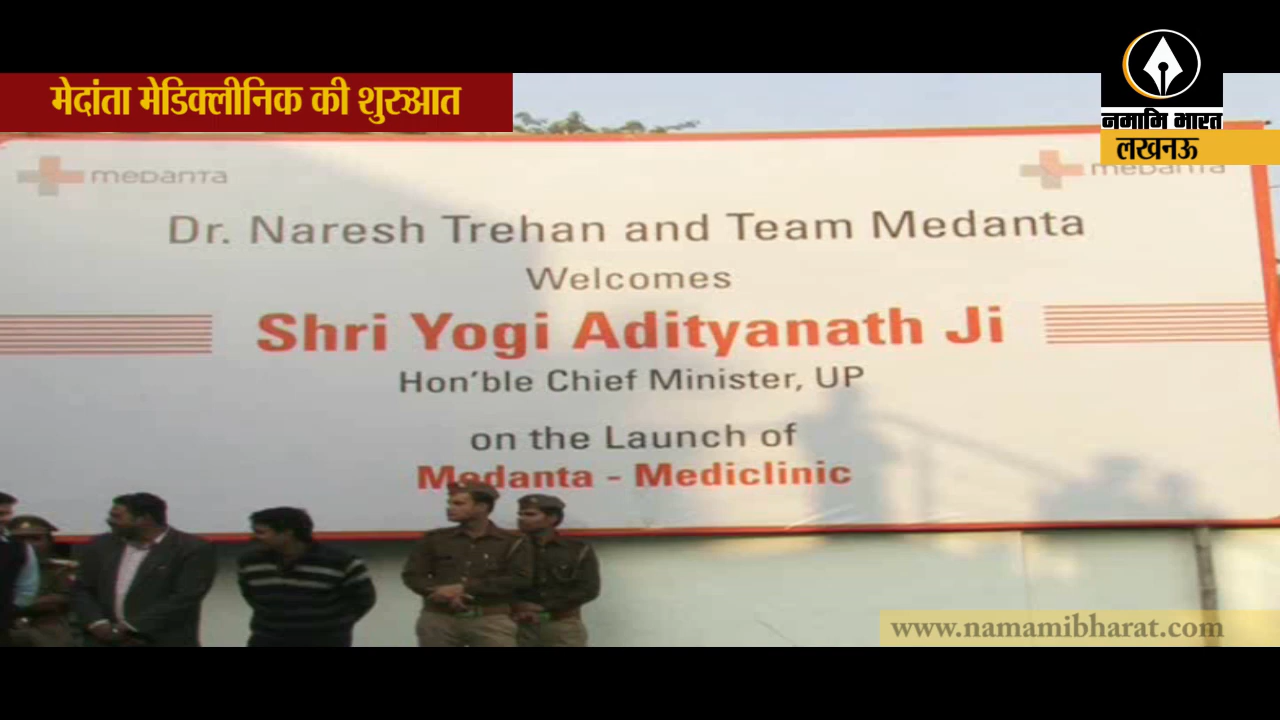 मेदांता मेडिक्लीनिक की शुरुआत
नमामि भारत
लखनऊ
medanta
medanta
Dr. Naresh Trehan and Team Medanta
Welcomes
Shri Yogi Adityanath Ji
Hon'ble Chief Minister, UP
on the Launch of
Medanta - Mediclinic
www.namamibharat.com